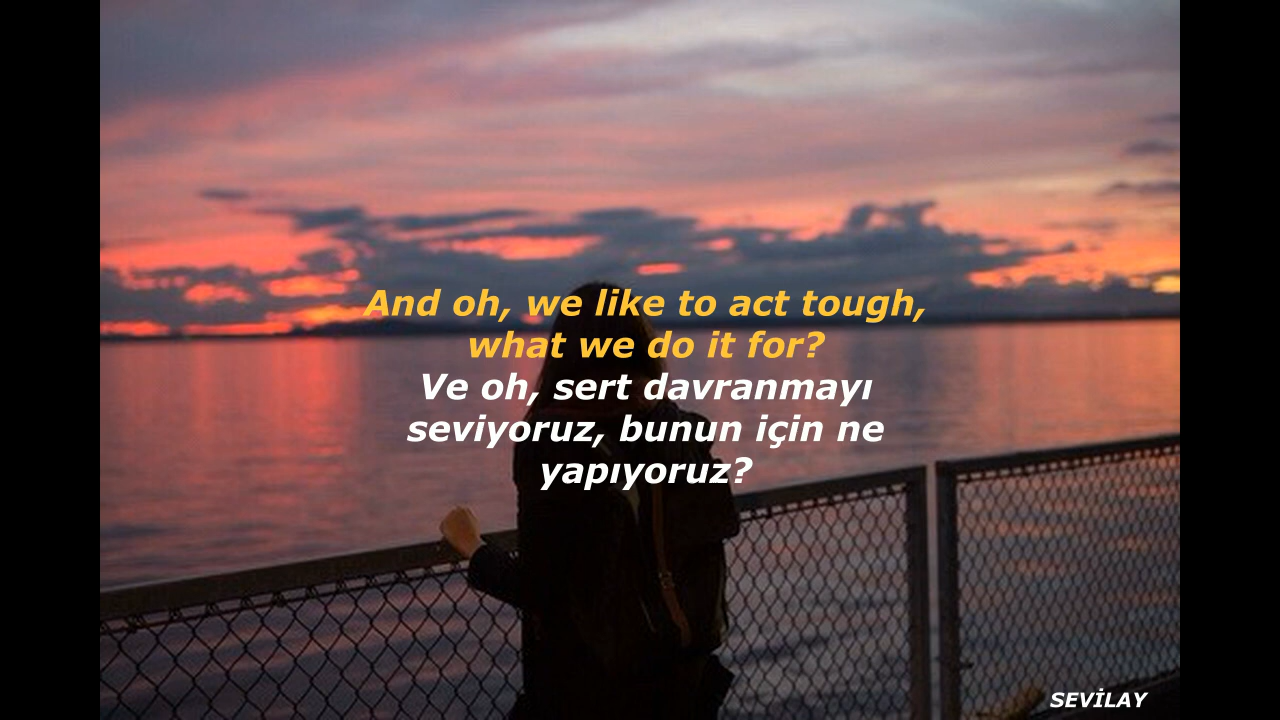 And oh, we like to act tough,
what we do it for?
Ve oh, sert davranmayı
seviyoruz, bunun için ne
yapıyoruz?
SEVİLAY